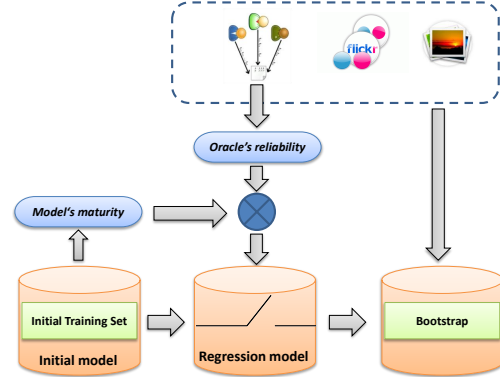 flickr
Oracle's reliability
Model's maturity
Initial Training Set
Bootstrap
Initial model
Regression model